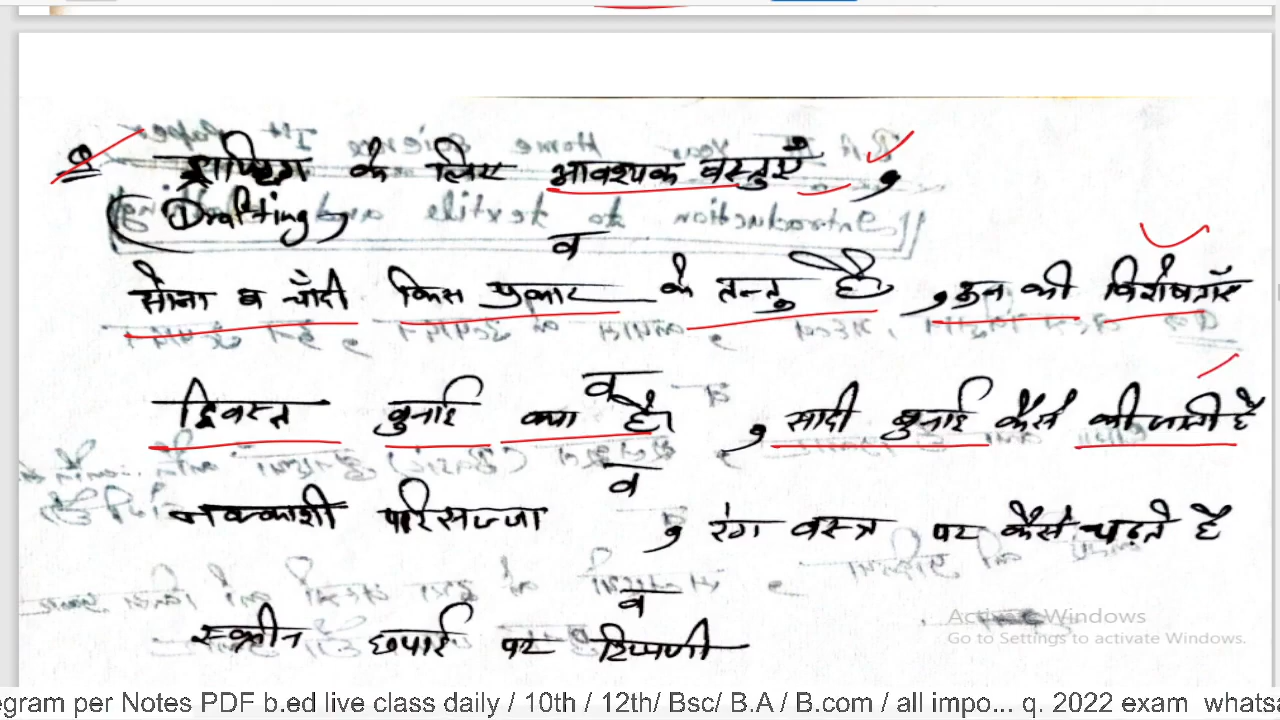 2 ड्राफ्टिंग के लिए आवश्यक वस्तुएँ ,
(Drafting)
व
सोना व चाँदी किस प्रकार के तन्तु है , ऊन की विशेषताएँ
व
ट्विल्ड बुनाई क्या है। , सादी बुनाई कैसे की जाती है
व
नक्काशी परिसज्जा , रंग वस्त्र पर कैसे चढ़ते है
व
स्क्रीन छपाई पर टिप्पणी
Activate Windows
Go to Settings to activate Windows.
egram per Notes PDF b.ed live class daily / 10th / 12th/ Bsc/ B.A / B.com / all impo... q. 2022 exam whatsa